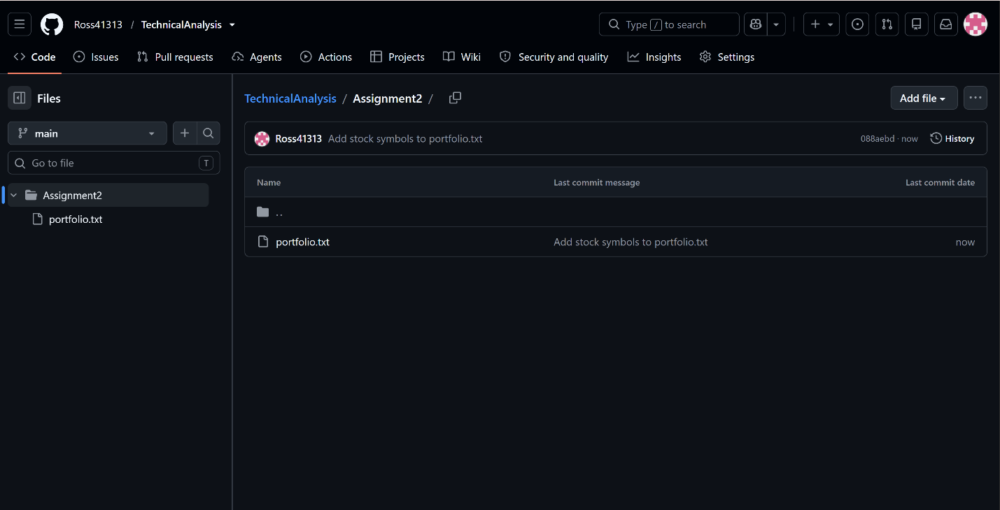 Ross41313 / TechnicalAnalysis
Type / to search
Code
Issues
Pull requests
Agents
Actions
Projects
Wiki
Security and quality
Insights
Settings
Files
main
Go to file
T
Assignment2
portfolio.txt
TechnicalAnalysis / Assignment2 /
Add file
Ross41313 Add stock symbols to portfolio.txt
088aebd · now
History
Name Last commit message Last commit date
..
portfolio.txt Add stock symbols to portfolio.txt now